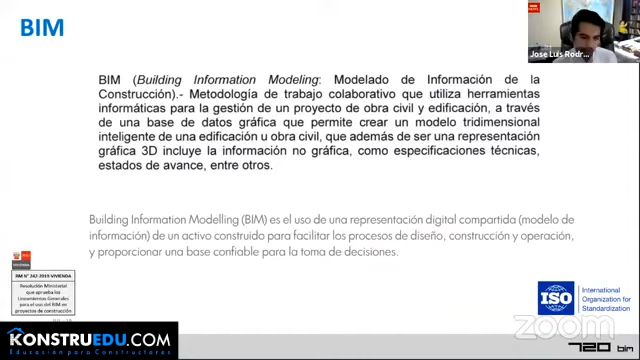 BIM
Jose Luis Rodr...
BIM (Building Information Modeling: Modelado de Información de la
Construcción).- Metodología de trabajo colaborativo que utiliza herramientas
informáticas para la gestión de un proyecto de obra civil y edificación, a través
de una base de datos gráfica que permite crear un modelo tridimensional
inteligente de una edificación u obra civil, que además de ser una representación
gráfica 3D incluye la información no gráfica, como especificaciones técnicas,
estados de avance, entre otros.
Building Information Modelling (BIM) es el uso de una representación digital compartida (modelo de
información) de un activo construido para facilitar los procesos de diseño, construcción y operación,
y proporcionar una base confiable para la toma de decisiones.
RM N° 242-2019-VIVIENDA
Resolución Ministerial
que aprueba los
Lineamientos Generales
para el uso del BIM en
proyectos de construcción
ISO
International
Organization for
Standardization
KONSTRUEDU.COM
Educación para Constructores
zoom
720 bim